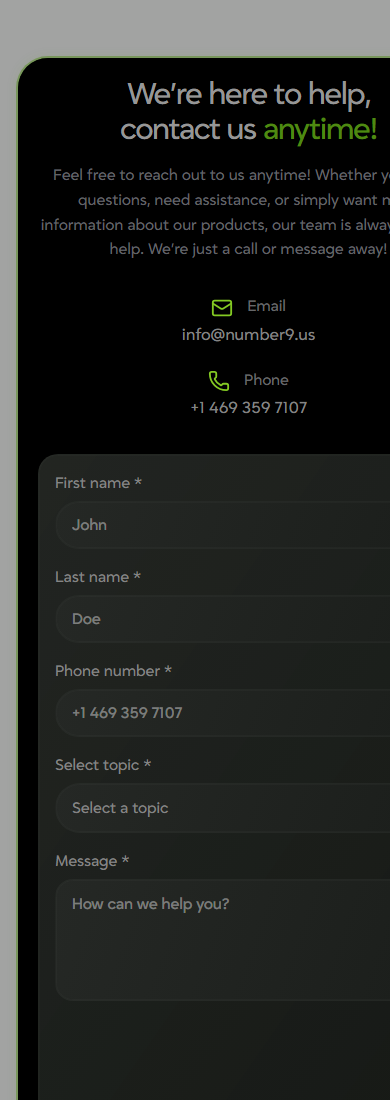 We're here to help,
contact us anytime!
Feel free to reach out to us anytime! Whether
questions, need assistance, or simply want
information about our products, our team is
help. We're just a call or message away!
Email
info@number9.us
Phone
+1 469 359 7107
First name *
John
Last name *
Doe
Phone number *
+1 469 359 7107
Select topic *
Select a topic
Message *
How can we help you?